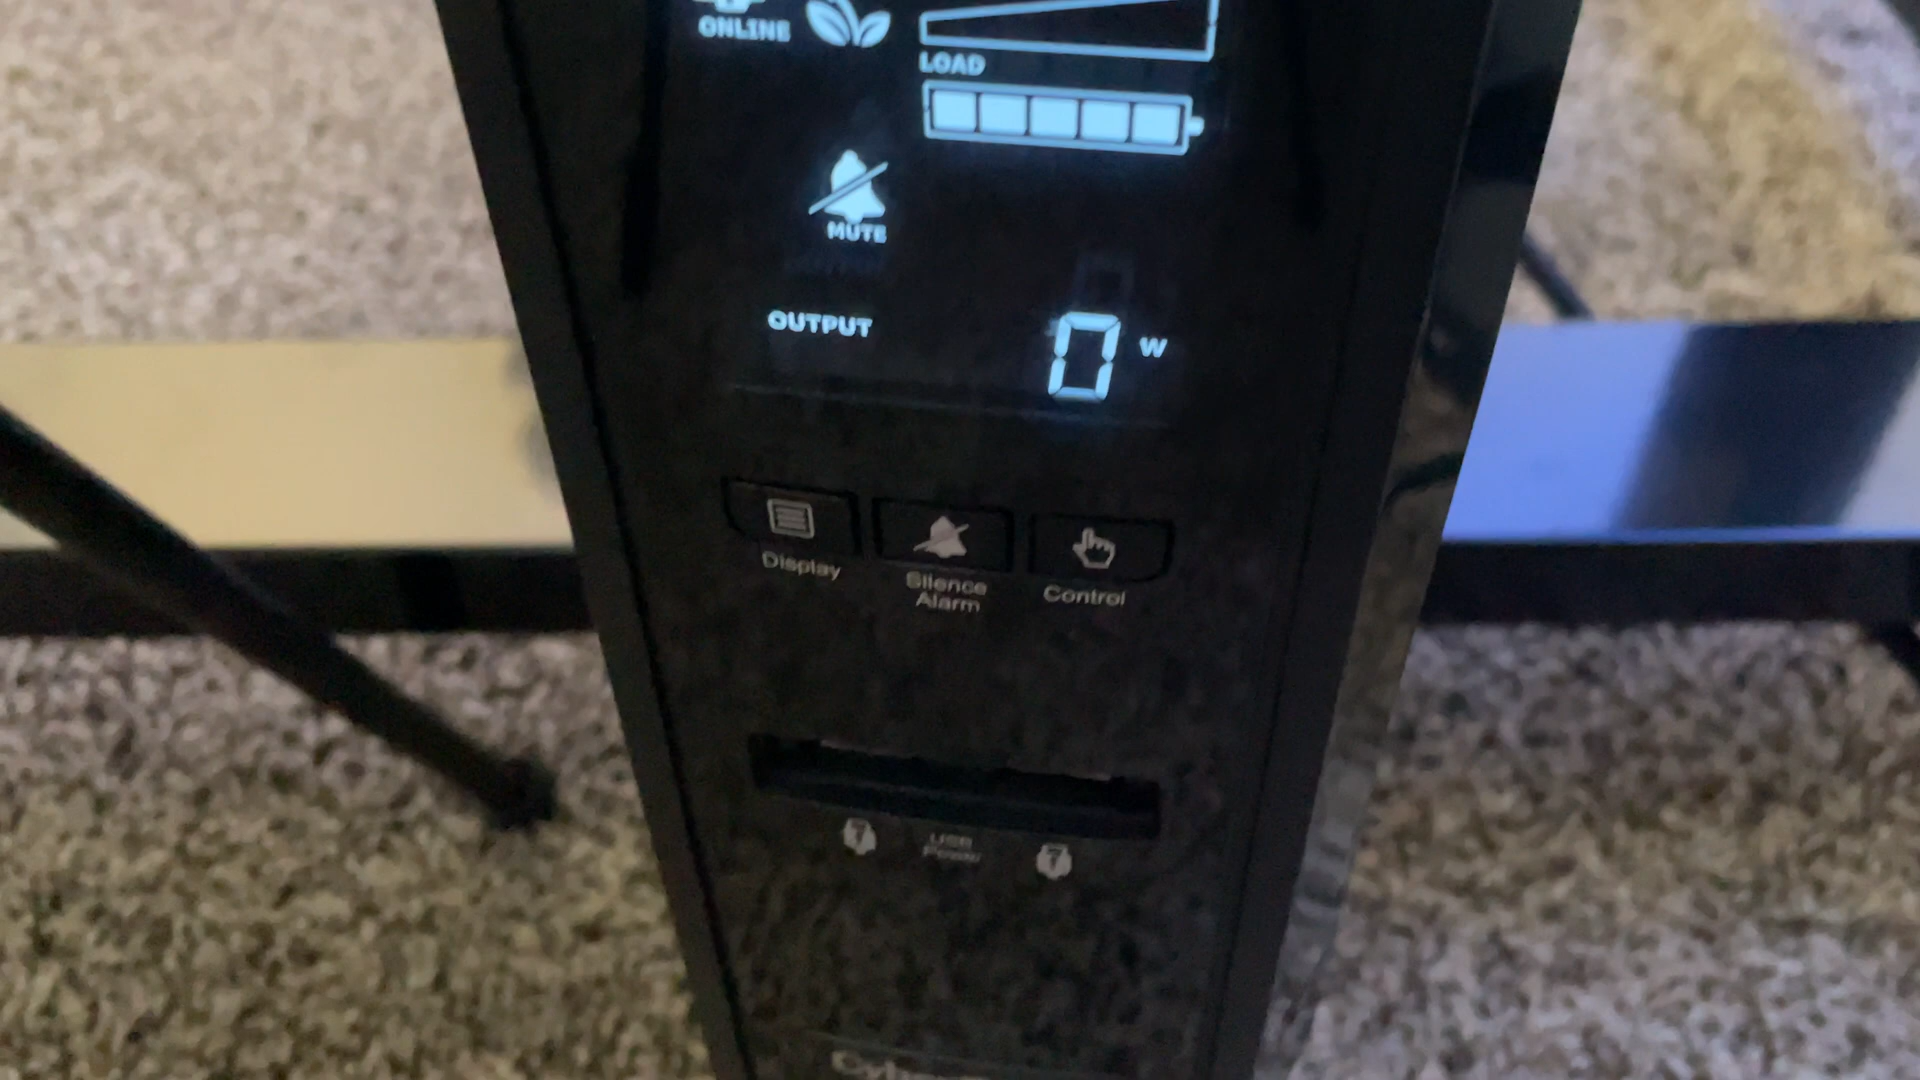 ONLINE
LOAD
MUTE
OUTPUT 0 W
Display
Silence
Alarm
Control
USB
Power